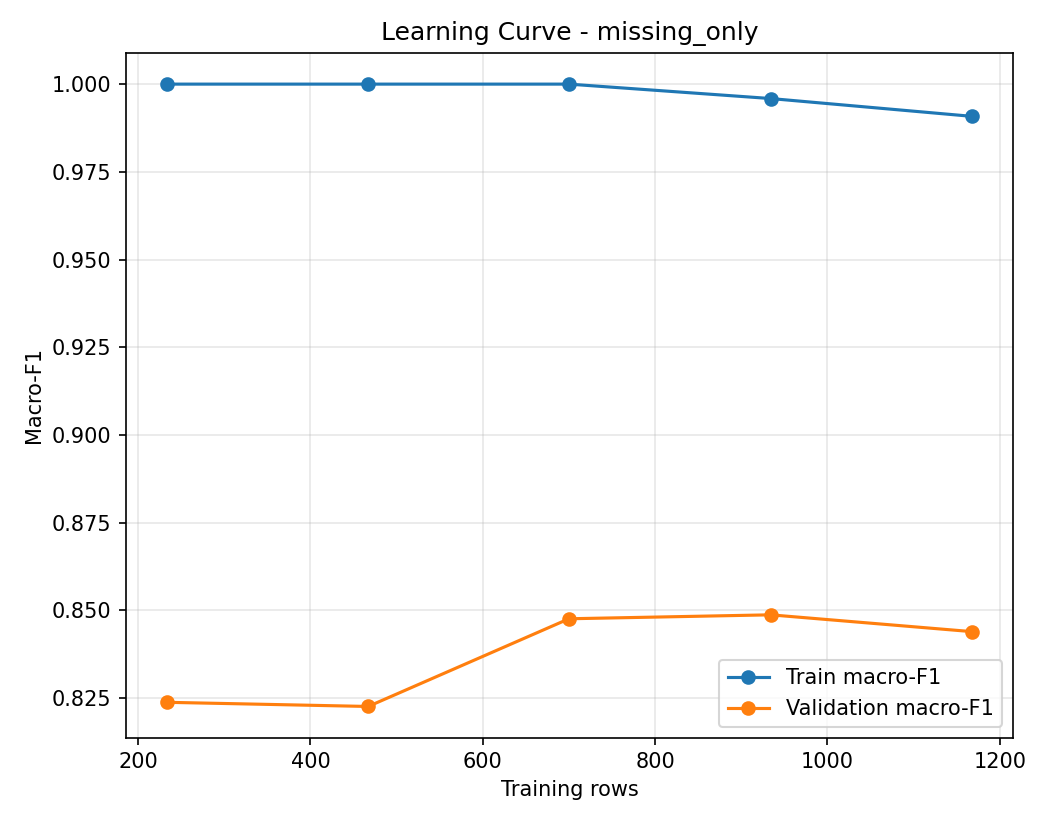 Learning Curve - missing_only
1.000
0.975
0.950
0.925
0.900
0.875
0.850
0.825
Macro-F1
Train macro-F1
Validation macro-F1
200 400 600 800 1000 1200
Training rows